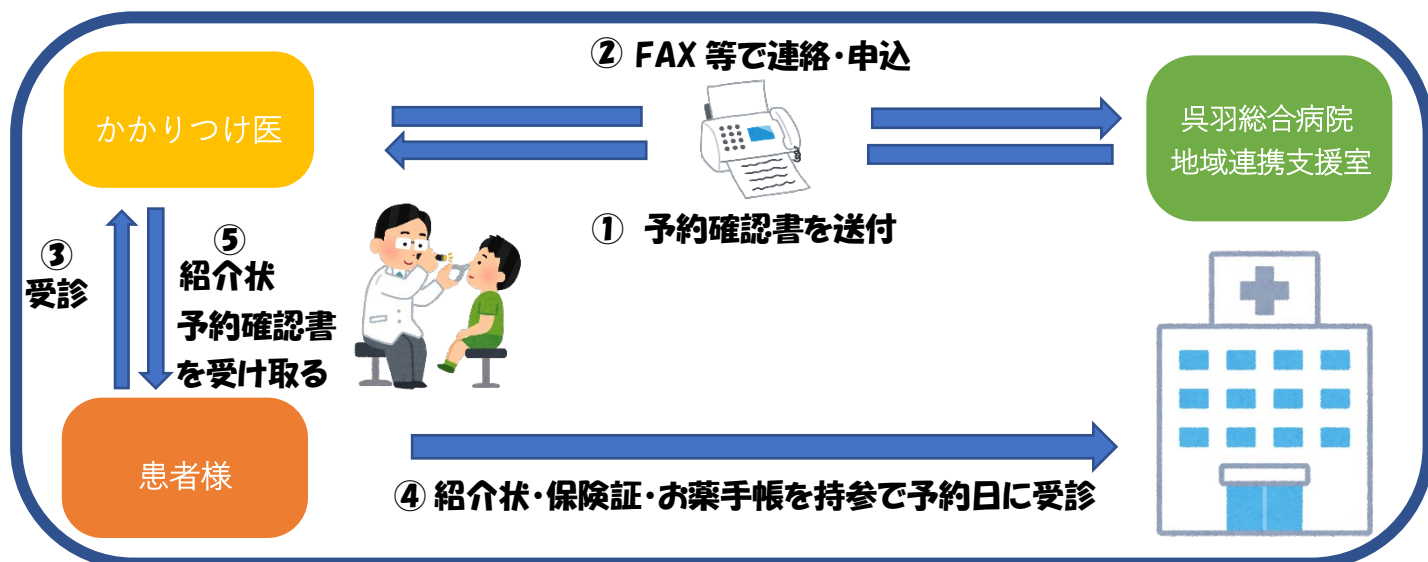 ② FAX 等で連絡・申込
かかりつけ医
呉羽総合病院
地域連携支援室
① 予約確認書を送付
③
受診
⑤
紹介状
予約確認書
を受け取る
患者様
④ 紹介状・保険証・お薬手帳を持参で予約日に受診